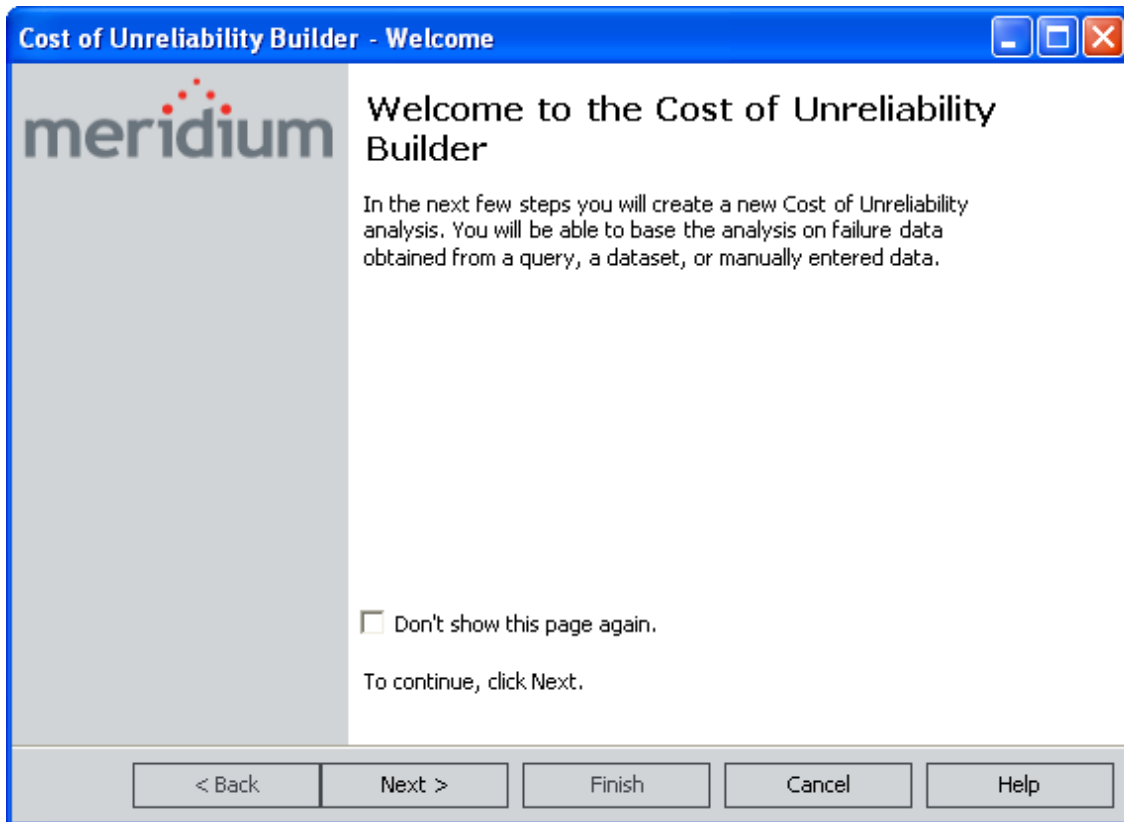 Cost of Unreliability Builder - Welcome
meridium
Welcome to the Cost of Unreliability
Builder
In the next few steps you will create a new Cost of Unreliability
analysis. You will be able to base the analysis on failure data
obtained from a query, a dataset, or manually entered data.
Don't show this page again.
To continue, click Next.
< Back
Next >
Finish
Cancel
Help